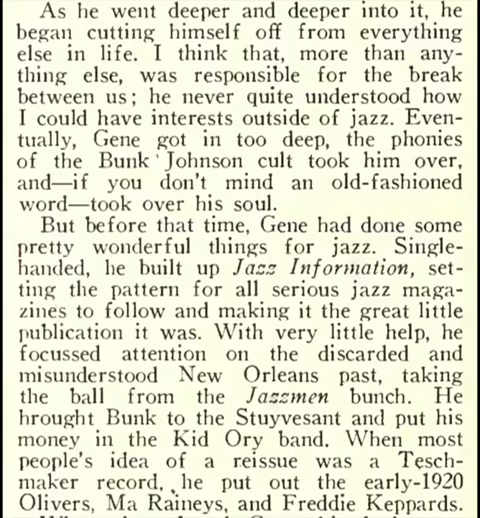 As he went deeper and deeper into it, he
began cutting himself off from everything
else in life. I think that, more than any-
thing else, was responsible for the break
between us; he never quite understood how
I could have interests outside of jazz. Even-
tually, Gene got in too deep, the phonies
of the Bunk Johnson cult took him over,
and—if you don't mind an old-fashioned
word—took over his soul.
But before that time, Gene had done some
pretty wonderful things for jazz. Single-
handed, he built up Jazz Information, set-
ting the pattern for all serious jazz maga-
zines to follow and making it the great little
publication it was. With very little help, he
focussed attention on the discarded and
misunderstood New Orleans past, taking
the ball from the Jazzmen bunch. He
brought Bunk to the Stuyvesant and put his
money in the Kid Ory band. When most
people's idea of a reissue was a Tesch-
maker record, he put out the early-1920
Olivers, Ma Raineys, and Freddie Keppards.